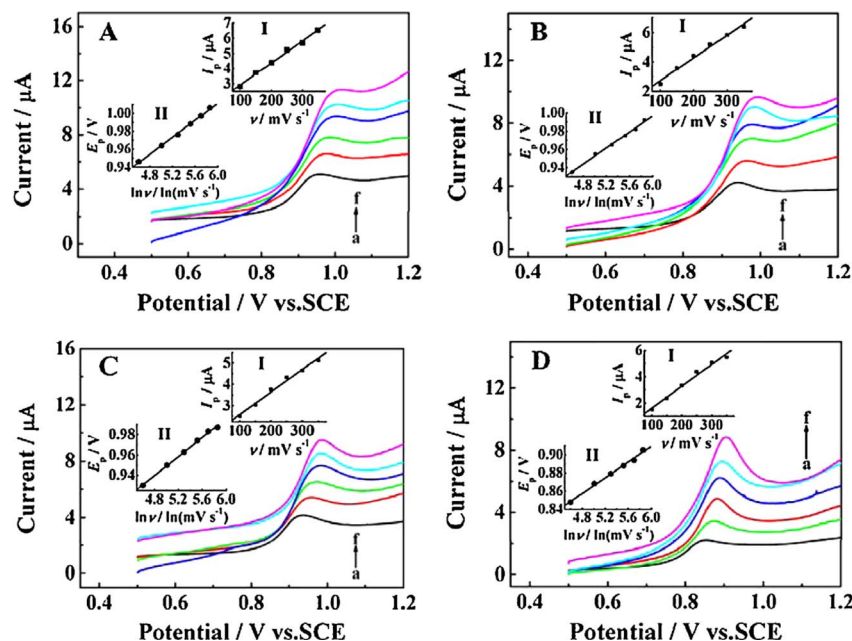 A
16
12
8
4
0
Current / μA
I
7
6
5
4
3
I_p / μA
100 200 300
ν / mV s⁻¹
II
1.00
0.98
0.96
0.94
E_p / V
4.8 5.2 5.6 6.0
lnν / ln(mV s⁻¹)
f
a
0.4 0.6 0.8 1.0 1.2
Potential / V vs.SCE
B
15
10
5
0
Current / μA
I
8
6
4
2
I_p / μA
100 200 300
ν / mV s⁻¹
II
1.00
0.98
0.96
0.94
E_p / V
4.8 5.2 5.6 6.0
lnν / ln(mV s⁻¹)
f
a
0.4 0.6 0.8 1.0 1.2
Potential / V vs.SCE
C
16
12
8
4
0
Current / μA
I
5
4
3
I_p / μA
100 200 300
ν / mV s⁻¹
II
0.98
0.96
0.94
E_p / V
4.8 5.2 5.6 6.0
lnν / ln(mV s⁻¹)
f
a
0.4 0.6 0.8 1.0 1.2
Potential / V vs.SCE
D
15
10
5
0
Current / μA
I
6
4
2
I_p / μA
100 200 300
ν / mV s⁻¹
II
0.90
0.88
0.86
0.84
E_p / V
4.8 5.2 5.6 6.0
lnν / ln(mV s⁻¹)
f
a
0.4 0.6 0.8 1.0 1.2
Potential / V vs.SCE